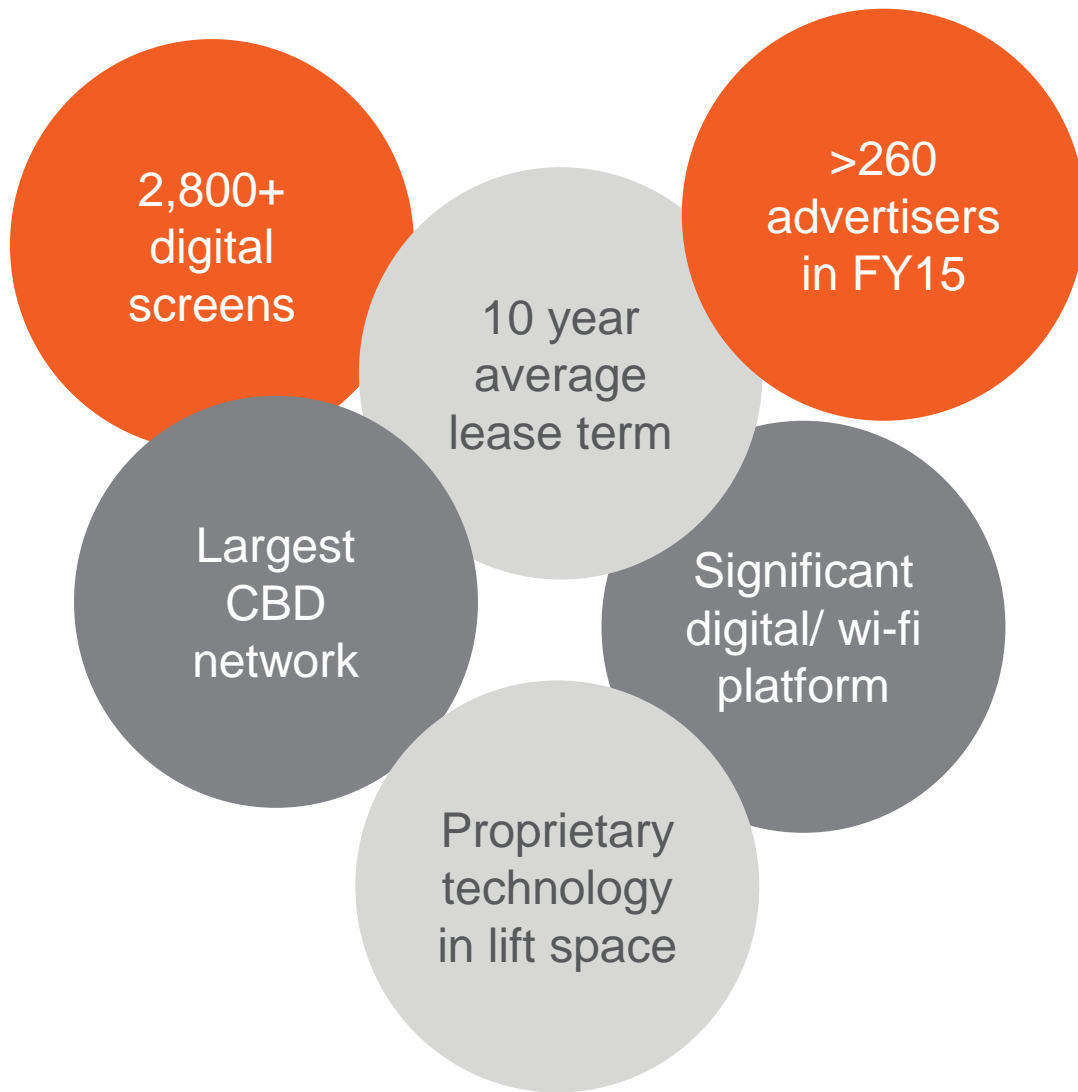 2,800+
digital
screens
>260
advertisers
in FY15
10 year
average
lease term
Largest
CBD
network
Significant
digital/ wi-fi
platform
Proprietary
technology
in lift space